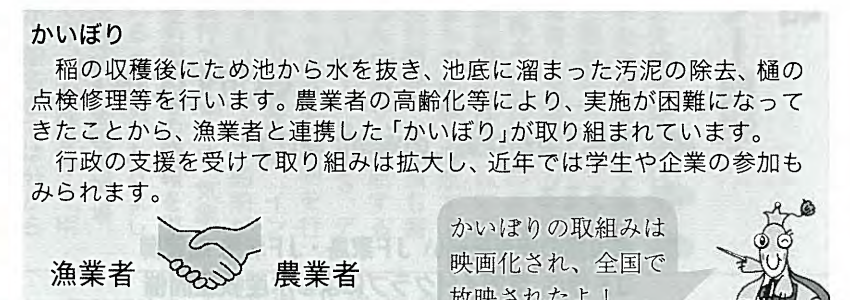 かいぼり
稲の収穫後にため池から水を抜き、池底に溜まった汚泥の除去、樋の
点検修理等を行います。農業者の高齢化等により、実施が困難になって
きたことから、漁業者と連携した「かいぼり」が取り組まれています。
行政の支援を受けて取り組みは拡大し、近年では学生や企業の参加も
みられます。
漁業者
農業者
かいぼりの取組みは
映画化され、全国で
放映されたよ！